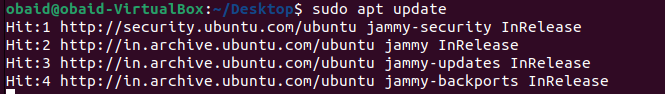 obaid@obaid-VirtualBox:~/Desktop$ sudo apt update
Hit:1 http://security.ubuntu.com/ubuntu jammy-security InRelease
Hit:2 http://in.archive.ubuntu.com/ubuntu jammy InRelease
Hit:3 http://in.archive.ubuntu.com/ubuntu jammy-updates InRelease
Hit:4 http://in.archive.ubuntu.com/ubuntu jammy-backports InRelease